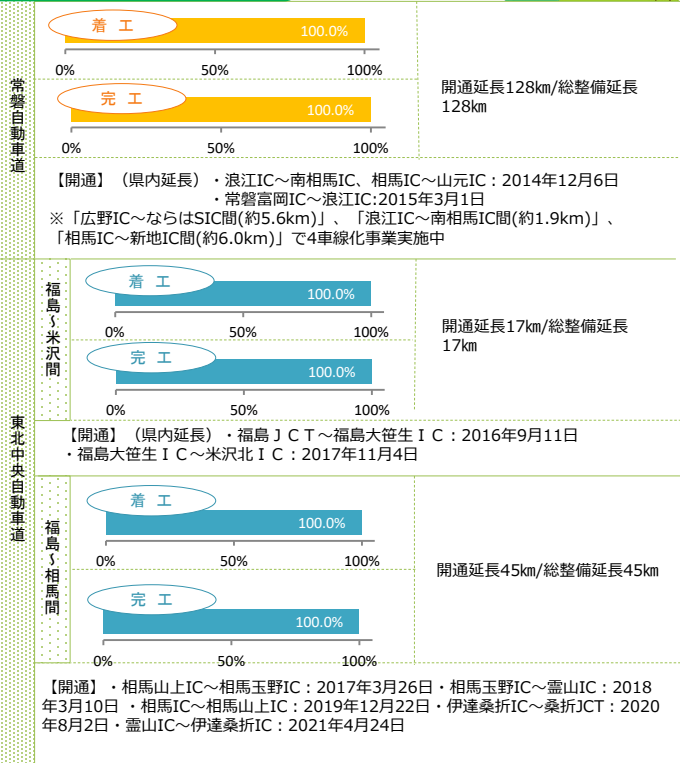 常磐自動車道
着 工
100.0%
0% 50% 100%
完 工
100.0%
0% 50% 100%
開通延長128㎞/総整備延長
128㎞
【開通】（県内延長）・浪江IC～南相馬IC、相馬IC～山元IC：2014年12月6日
・常磐富岡IC～浪江IC:2015年3月1日
※「広野IC～ならはSIC間(約5.6km)」、「浪江IC～南相馬IC間(約1.9km)」、
「相馬IC～新地IC間(約6.0km)」で4車線化事業実施中
東北中央自動車道
福島～米沢間
着 工
100.0%
0% 50% 100%
完 工
100.0%
0% 50% 100%
開通延長17㎞/総整備延長
17㎞
【開通】（県内延長）・福島ＪＣＴ～福島大笹生ＩＣ：2016年9月11日
・福島大笹生ＩＣ～米沢北ＩＣ：2017年11月4日
福島～相馬間
着 工
100.0%
0% 50% 100%
完 工
100.0%
0% 50% 100%
開通延長45㎞/総整備延長45㎞
【開通】・相馬山上IC～相馬玉野IC：2017年3月26日・相馬玉野IC～霊山IC：2018
年3月10日 ・相馬IC～相馬山上IC：2019年12月22日・伊達桑折IC～桑折JCT：2020
年8月2日・霊山IC～伊達桑折IC：2021年4月24日